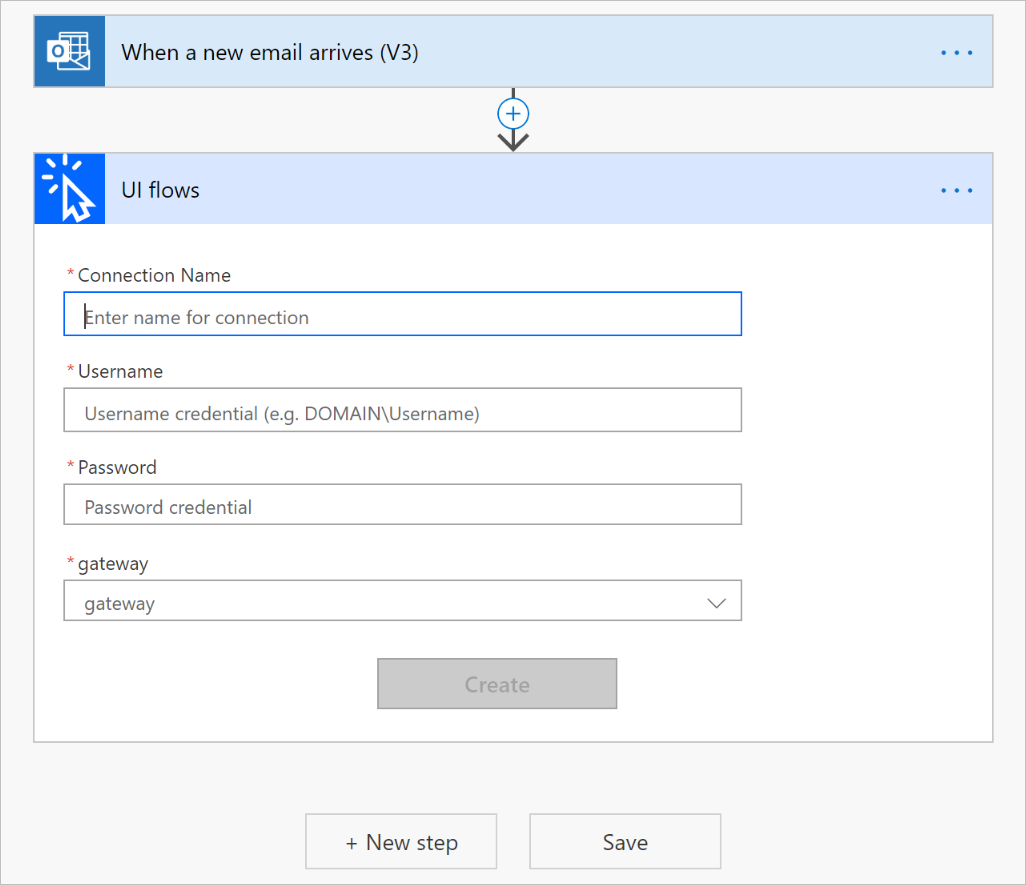 When a new email arrives (V3)
UI flows
* Connection Name
Enter name for connection
* Username
Username credential (e.g. DOMAIN\Username)
* Password
Password credential
* gateway
gateway
Create
+ New step
Save